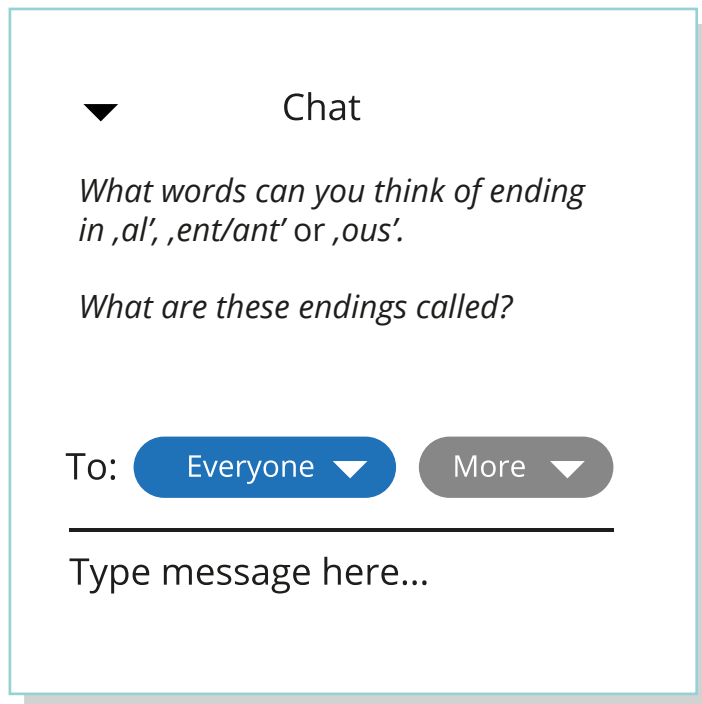 Chat
What words can you think of ending
in ‚al’, ‚ent/ant’ or ‚ous’.
What are these endings called?
To: Everyone More
Type message here...